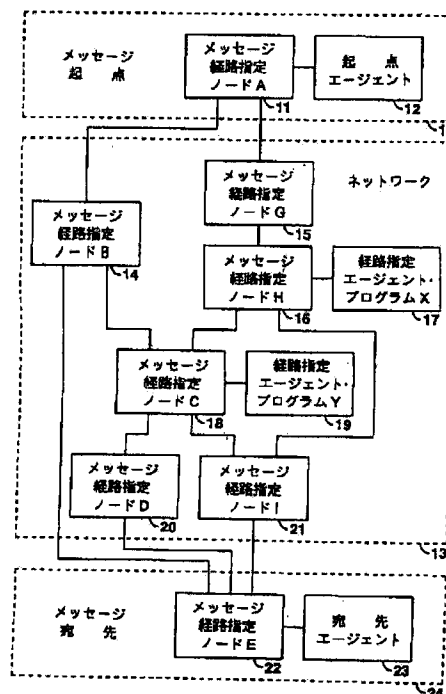 メッセージ
起　点
メッセージ
経路指定
ノードA
11
起　点
エージェント
12
メッセージ
経路指定
ノードB
14
メッセージ
経路指定
ノードG
15
ネットワーク
メッセージ
経路指定
ノードH
16
経路指定
エージェント・
プログラムX
17
メッセージ
経路指定
ノードC
18
経路指定
エージェント・
プログラムY
19
メッセージ
経路指定
ノードD
20
メッセージ
経路指定
ノードI
21
13
メッセージ
宛　先
メッセージ
経路指定
ノードE
22
宛　先
エージェント
23